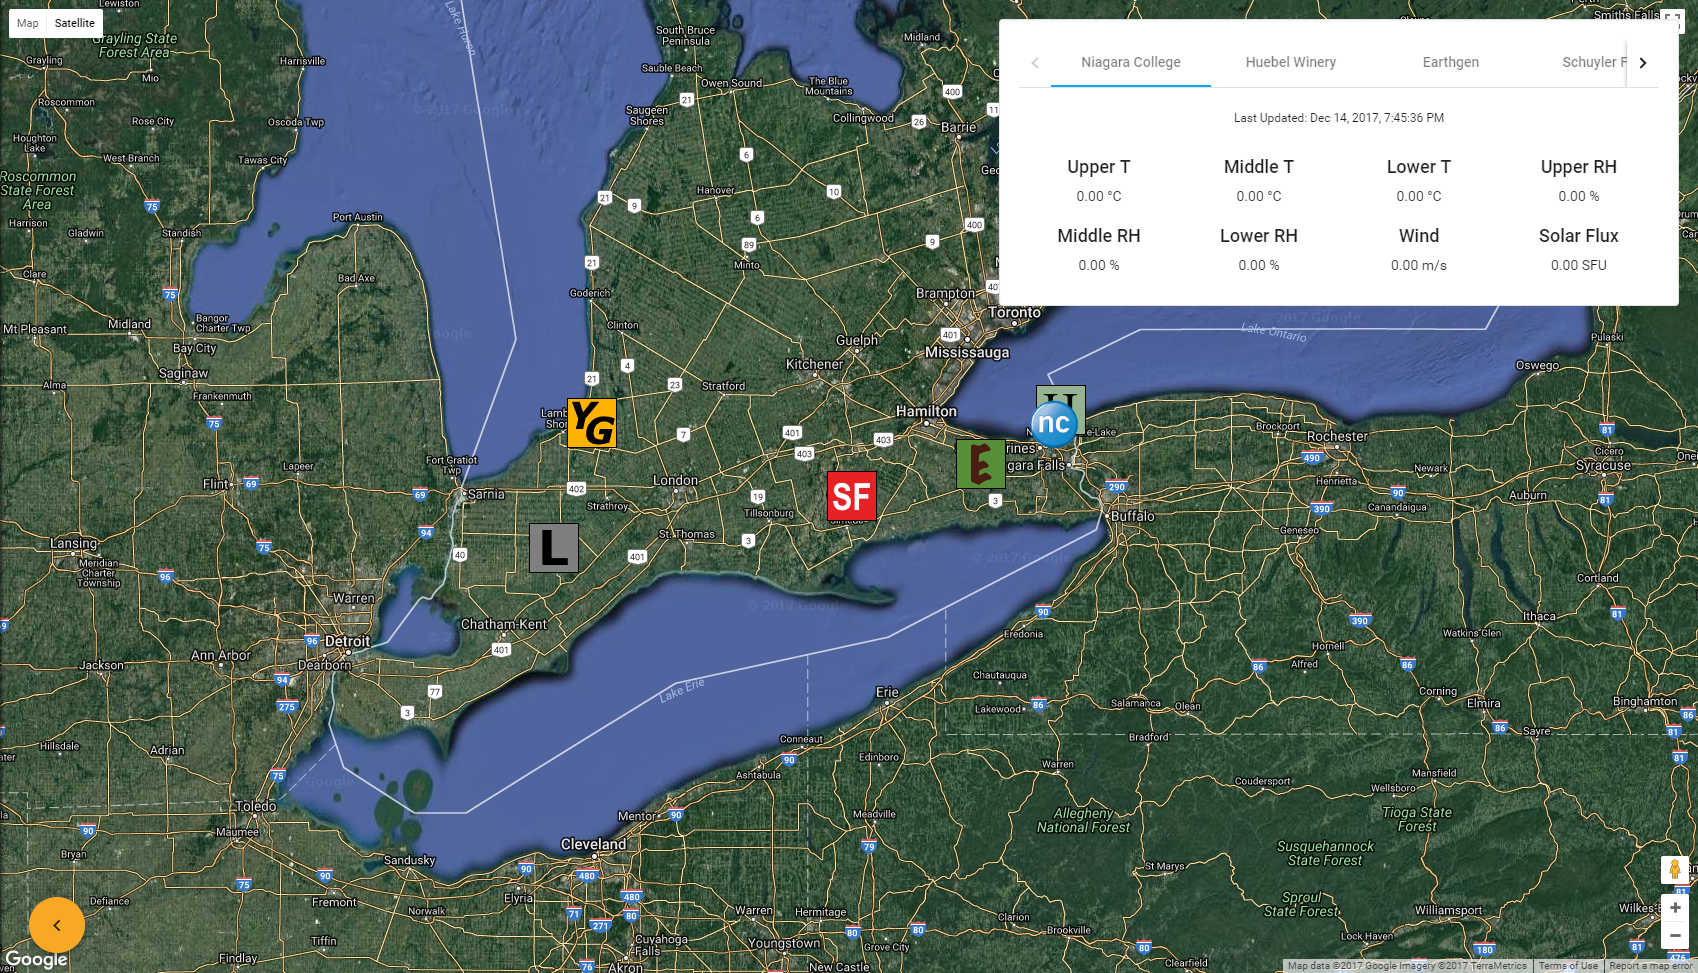 Map
Satellite
Niagara College
Huebel Winery
Earthgen
Schuyler F
Last Updated: Dec 14, 2017, 7:45:36 PM
Upper T
Middle T
Lower T
Upper RH
0.00 °C
0.00 °C
0.00 °C
0.00 %
Middle RH
Lower RH
Wind
Solar Flux
0.00 %
0.00 %
0.00 m/s
0.00 SFU
Lewiston
Grayling State
Forest Area
Grayling
Mio
Harrisville
Roscommon
Rose City
Oscoda Twp
Houghton
Lake
West Branch
Tawas City
Roscommon
State Forest
Area
Harrison
Gladwin
Standish
Port Austin
Clare
Bad Axe
Mt Pleasant
Midland
Bangor
Charter Twp
Bay City
Saginaw
Frankenmuth
Alma
Lapeer
Flint
Fort Gratiot
Twp
Sarnia
Lansing
Meridian
Charter
Township
Warren
Detroit
Dearborn
Ann Arbor
Jackson
Chatham-Kent
Hillsdale
Adrian
Toledo
Maumee
Bryan
Defiance
Fremont
Sandusky
Norwalk
Tiffin
Findlay
Elyria
Cleveland
Mentor
Cuyahoga
Falls
Akron
Youngstown
Warren
Hermitage
Grove City
New Castle
Ashtabula
Conneaut
Erie
Edinboro
Meadville
Lake Huron
South Bruce
Peninsula
Sauble Beach
Owen Sound
The Blue
Mountains
Midland
Collingwood
Barrie
Saugeen
Shores
Hanover
Minto
Goderich
Clinton
Brampton
Toronto
Mississauga
Guelph
Kitchener
Stratford
Hamilton
YG
London
Strathroy
St. Thomas
Tillsonburg
SF
L
E
nc
H
e-Lake
rines
gara Falls
Lake Ontario
Lake Erie
Buffalo
Brockport
Rochester
Henrietta
Newark
Canandaigua
Geneseo
Auburn
Syracuse
Cicero
Oswego
Pulaski
Smiths Falls
Cortland
Ithaca
Watkins Glen
Hornell
Alfred
Corning
Elmira
Binghamton
Sayre
Fredonia
Chautauqua
Lakewood
Salamanca
Olean
Bradford
Warren
Coudersport
Mansfield
Wellsboro
Allegheny
National Forest
Tioga State
Forest
Susquehannock
State Forest
Sproul
State Forest
St Marys
Williamsport
Lock Haven
Clarion
Brookville
Clearfield
Google
Map data ©2017 Google Imagery ©2017 TerraMetrics
Terms of Use
Report a map error